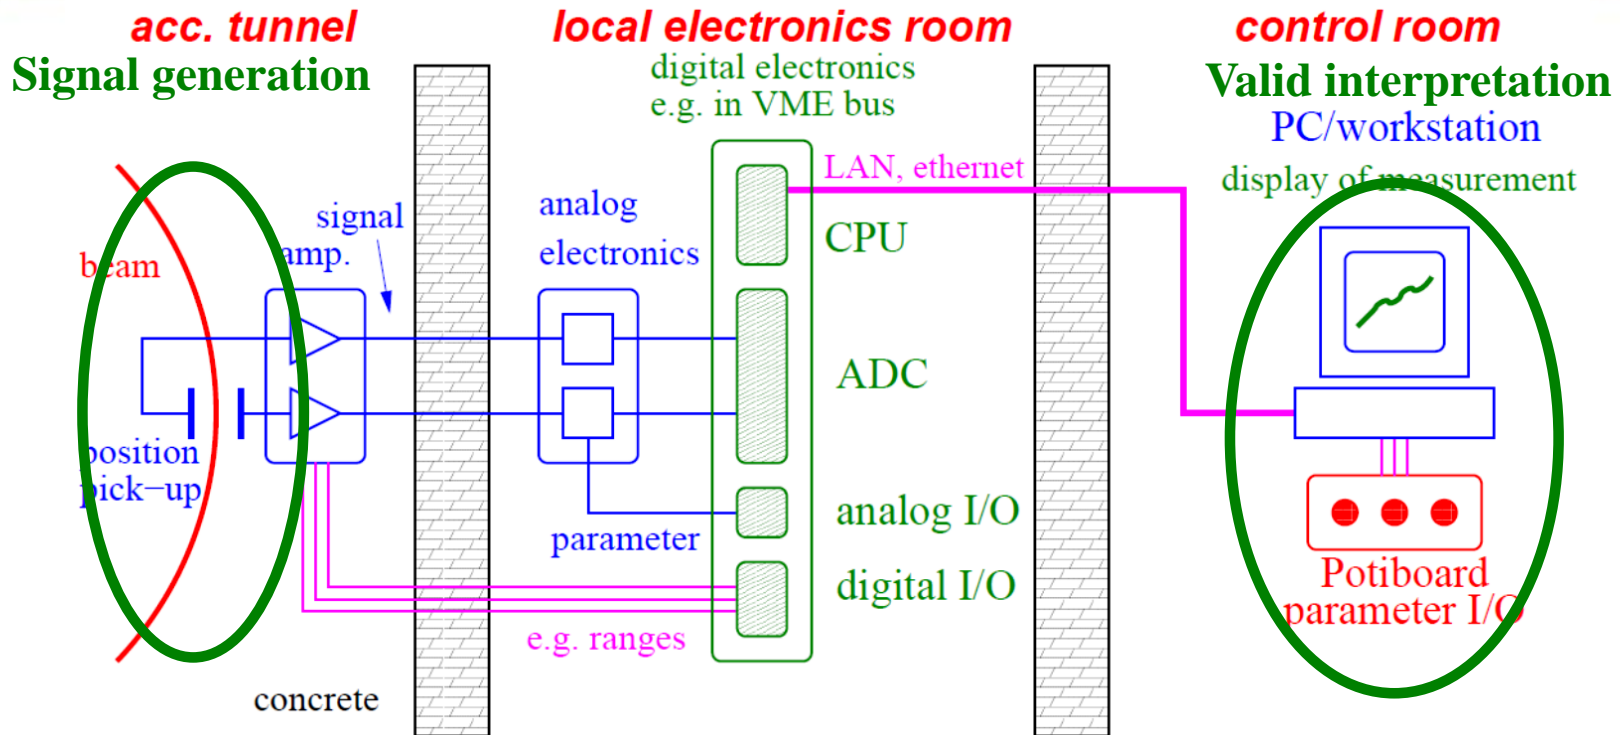 acc. tunnel
Signal generation
local electronics room
digital electronics
e.g. in VME bus
control room
Valid interpretation
PC/workstation
display of measurement
beam
signal
amp.
position
pick-up
concrete
analog
electronics
parameter
e.g. ranges
LAN, ethernet
CPU
ADC
analog I/O
digital I/O
Potiboard
parameter I/O